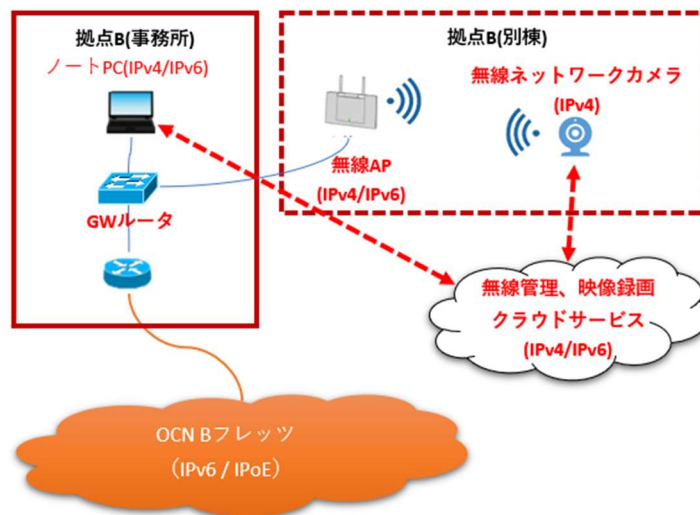 拠点B(事務所)
ノートPC(IPv4/IPv6)
GWルータ
拠点B(別棟)
無線ネットワークカメラ
(IPv4)
無線AP
(IPv4/IPv6)
無線管理、映像録画
クラウドサービス
(IPv4/IPv6)
OCN Bフレッツ
（IPv6 / IPoE）